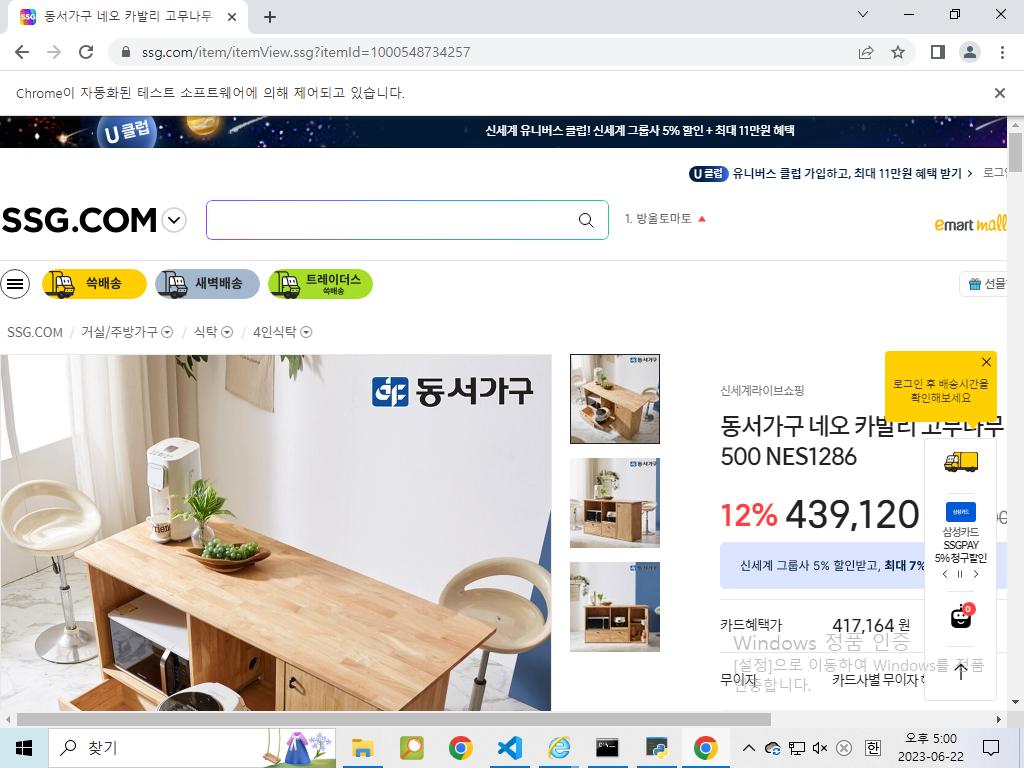 동서가구 네오 카발리 고무나무
ssg.com/item/itemView.ssg?itemId=1000548734257
Chrome이 자동화된 테스트 소프트웨어에 의해 제어되고 있습니다.
U 클럽
신세계 유니버스 클럽! 신세계 그룹사 5% 할인 + 최대 11만원 혜택
U 클럽 유니버스 클럽 가입하고, 최대 11만원 혜택 받기 > 로그인
SSG.COM
1. 방울토마토
emart mall
쓱배송
새벽배송
트레이더스
쓱배송
선물
SSG.COM / 거실/주방가구 / 식탁 / 4인식탁
동서가구
로그인 후 배송시간을
확인해보세요
신세계라이브쇼핑
동서가구 네오 카발리 고무나무
500 NES1286
12% 439,120
삼성카드
삼성카드
SSGPAY
5% 청구할인
신세계 그룹사 5% 할인받고, 최대 7%
0
카드혜택가 417,164 원
무이자 카드사별 무이자
Windows 정품 인증
[설정]으로 이동하여 Windows를 정품
인증합니다.
찾기
한
오후 5:00
2023-06-22